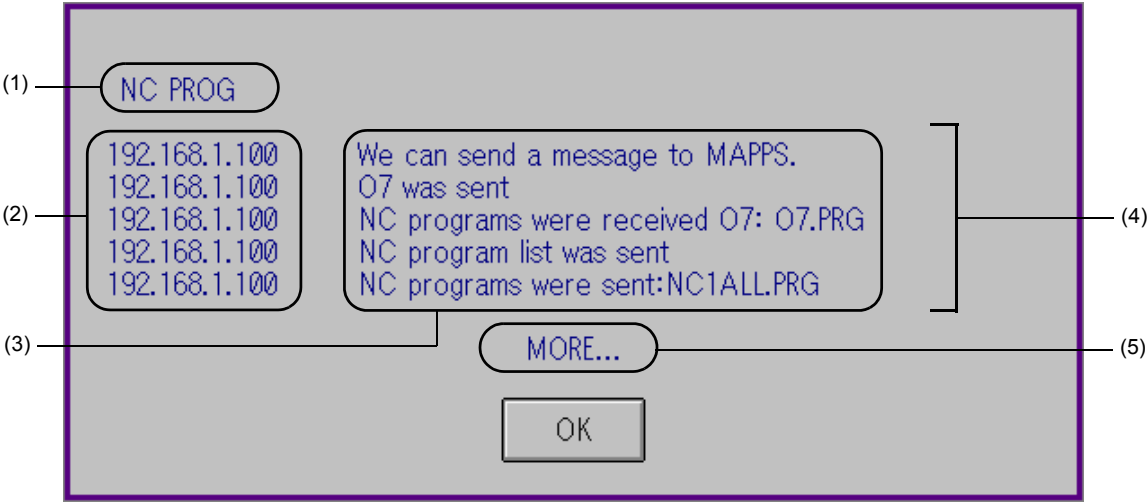 (1)
NC PROG
192.168.1.100 We can send a message to MAPPS.
192.168.1.100 O7 was sent
(2) 192.168.1.100 NC programs were received O7: O7.PRG (4)
192.168.1.100 NC program list was sent
192.168.1.100 NC programs were sent:NC1ALL.PRG
(3) MORE... (5)
OK